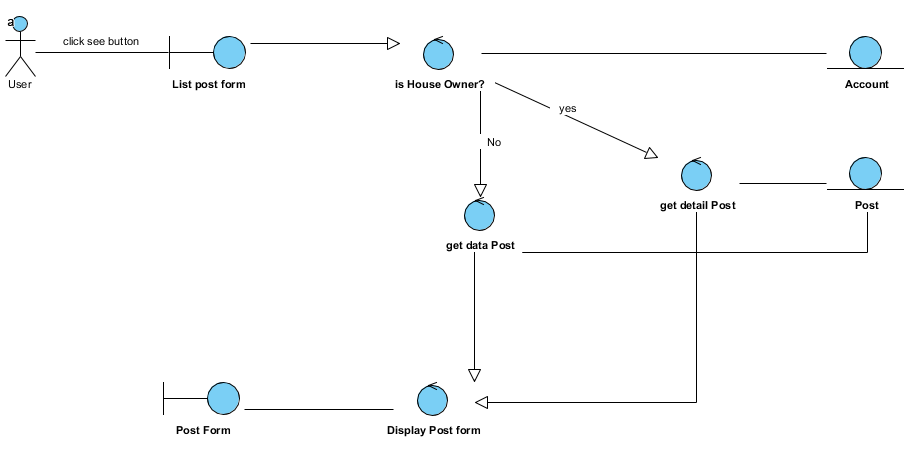 a
click see button
User
List post form
is House Owner?
Account
yes
No
get detail Post
Post
get data Post
Post Form
Display Post form